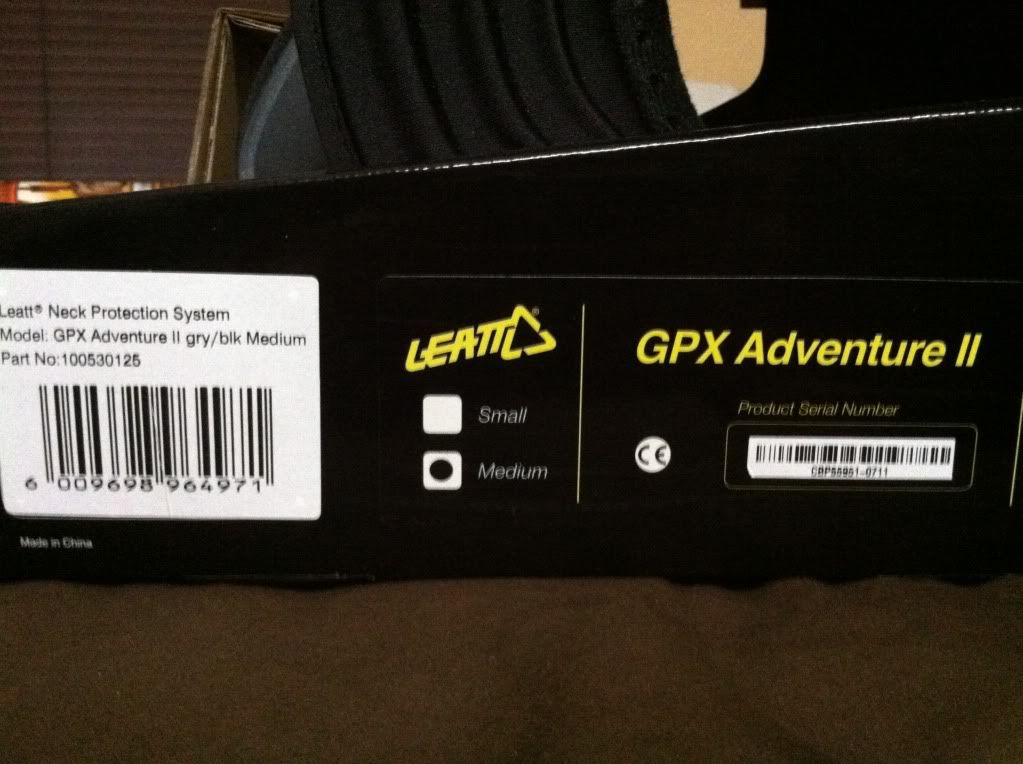 Leatt® Neck Protection System
Model: GPX Adventure II gry/blk Medium
Part No:100530125
6 009698 964971
Made in China
LEATT®
Small
Medium
GPX Adventure II
Product Serial Number
CE